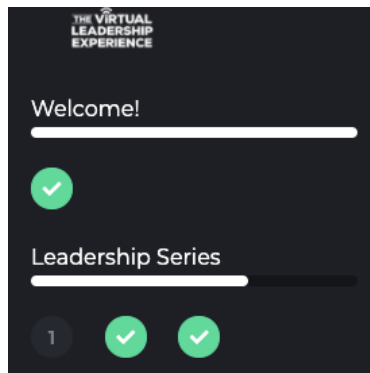 THE VIRTUAL
LEADERSHIP
EXPERIENCE
Welcome!
Leadership Series
1